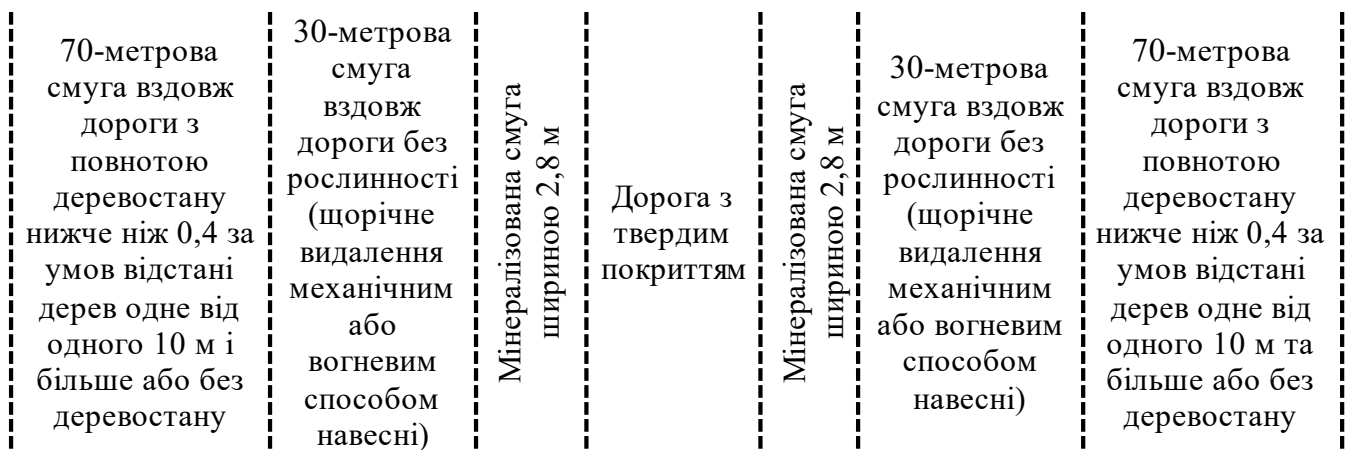 70-метрова
смуга вздовж
дороги з
повнотою
деревостану
нижче ніж 0,4 за
умов відстані
дерев одне від
одного 10 м і
більше або без
деревостану
30-метрова
смуга
вздовж
дороги без
рослинності
(щорічне
видалення
механічним
або
вогневим
способом
навесні)
Мінералізована смуга
шириною 2,8 м
Дорога з
твердим
покриттям
Мінералізована смуга
шириною 2,8 м
30-метрова
смуга вздовж
дороги без
рослинності
(щорічне
видалення
механічним
або вогневим
способом
навесні)
70-метрова
смуга вздовж
дороги з
повнотою
деревостану
нижче ніж 0,4 за
умов відстані
дерев одне від
одного 10 м та
більше або без
деревостану